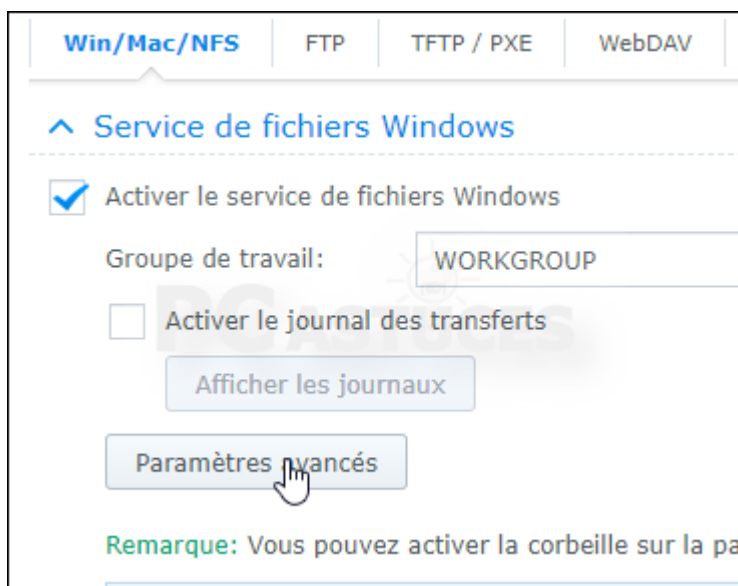 Win/Mac/NFS FTP TFTP / PXE WebDAV
Service de fichiers Windows
Activer le service de fichiers Windows
Groupe de travail: WORKGROUP
PC ASTUCES
Activer le journal des transferts
Afficher les journaux
Paramètres avancés
Remarque: Vous pouvez activer la corbeille sur la pa